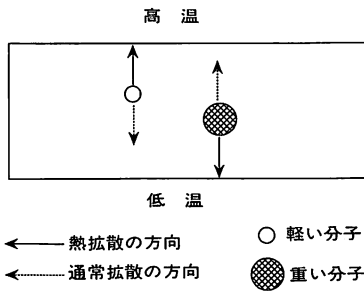 高温
低温
熱拡散の方向
軽い分子
通常拡散の方向
重い分子